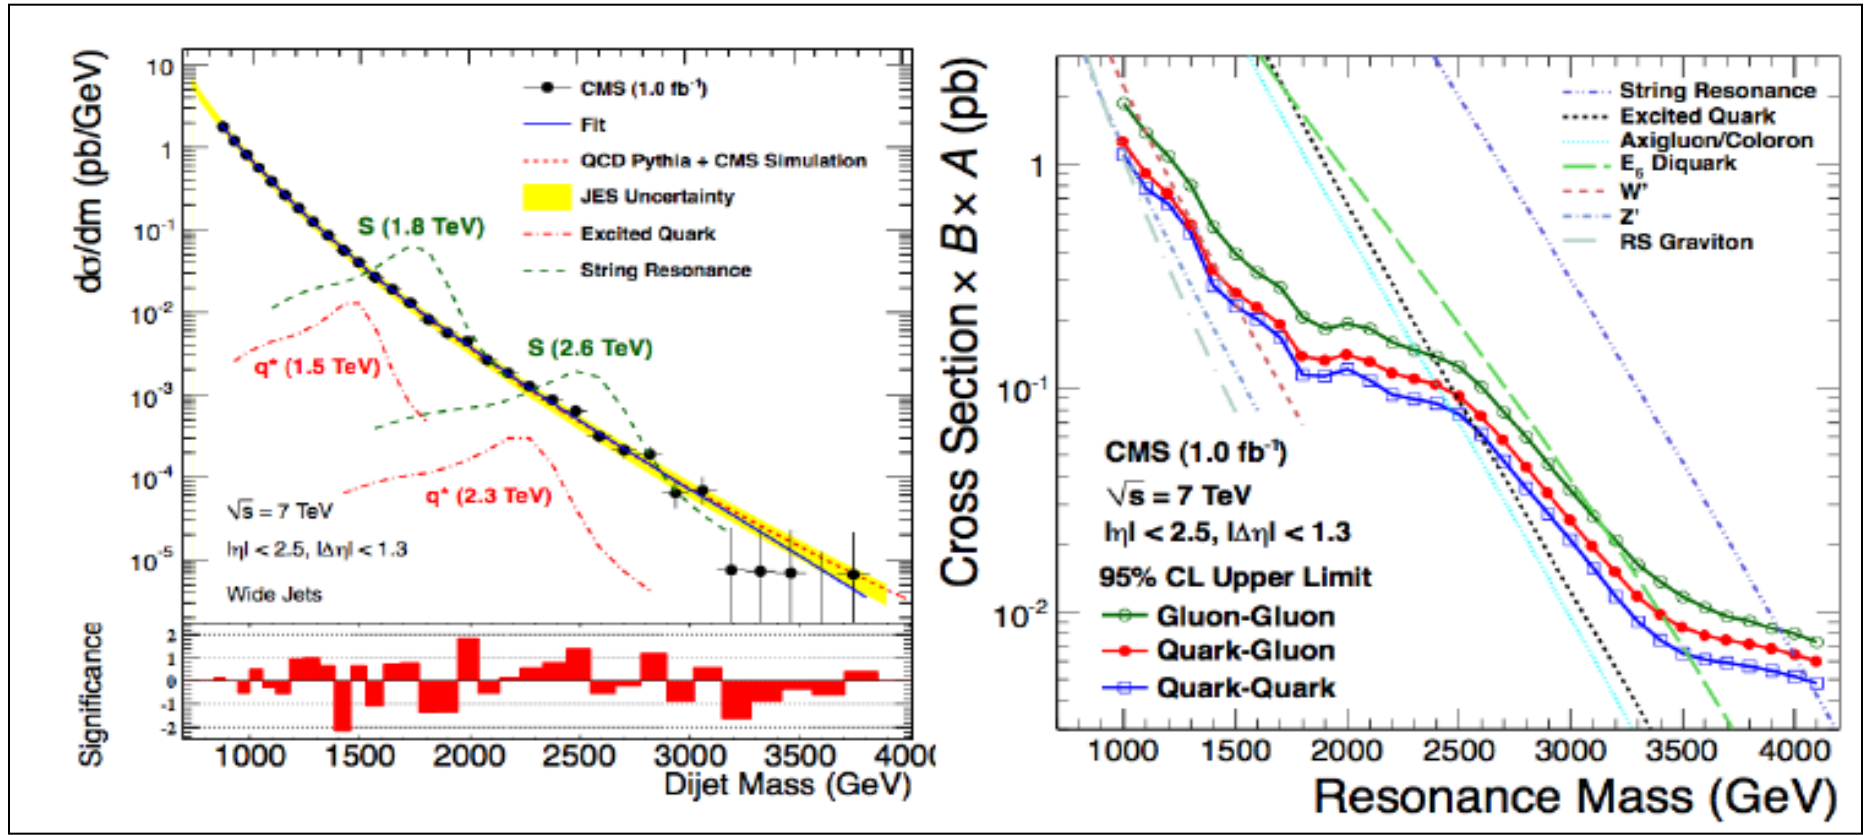 dσ/dm (pb/GeV)
10
1
10⁻¹
10⁻²
10⁻³
10⁻⁴
10⁻⁵
CMS (1.0 fb⁻¹)
Fit
QCD Pythia + CMS Simulation
JES Uncertainty
Excited Quark
String Resonance
S (1.8 TeV)
q* (1.5 TeV)
S (2.6 TeV)
q* (2.3 TeV)
√s = 7 TeV
|η| < 2.5, |Δη| < 1.3
Wide Jets
Significance
2
1
0
-1
-2
1000 1500 2000 2500 3000 3500 4000
Dijet Mass (GeV)
Cross Section × B × A (pb)
1
10⁻¹
10⁻²
String Resonance
Excited Quark
Axigluon/Coloron
E₆ Diquark
W'
Z'
RS Graviton
CMS (1.0 fb⁻¹)
√s = 7 TeV
|η| < 2.5, |Δη| < 1.3
95% CL Upper Limit
Gluon-Gluon
Quark-Gluon
Quark-Quark
1000 1500 2000 2500 3000 3500 4000
Resonance Mass (GeV)